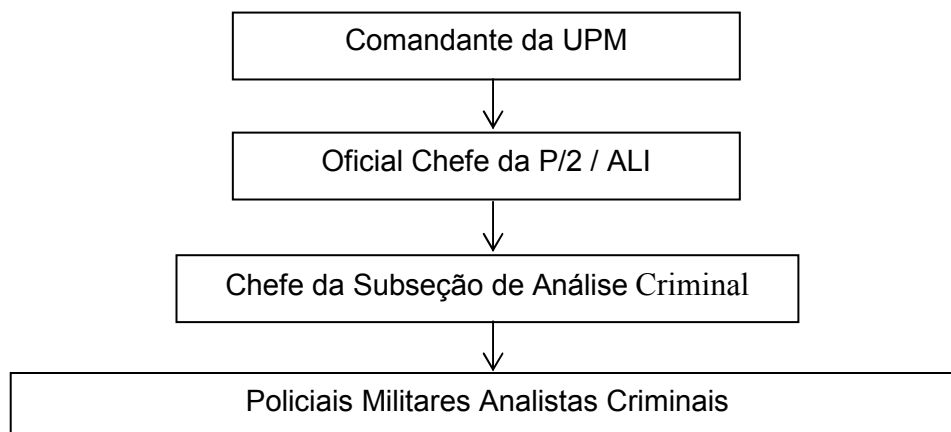 Comandante da UPM
Oficial Chefe da P/2 / ALI
Chefe da Subseção de Análise Criminal
Policiais Militares Analistas Criminais